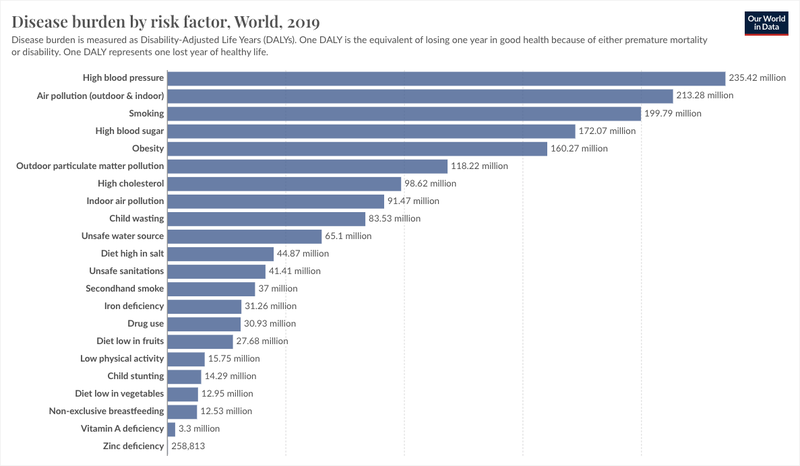 Disease burden by risk factor, World, 2019
Our World
in Data
Disease burden is measured as Disability-Adjusted Life Years (DALYs). One DALY is the equivalent of losing one year in good health because of either premature mortality
or disability. One DALY represents one lost year of healthy life.
High blood pressure 235.42 million
Air pollution (outdoor & indoor) 213.28 million
Smoking 199.79 million
High blood sugar 172.07 million
Obesity 160.27 million
Outdoor particulate matter pollution 118.22 million
High cholesterol 98.62 million
Indoor air pollution 91.47 million
Child wasting 83.53 million
Unsafe water source 65.1 million
Diet high in salt 44.87 million
Unsafe sanitations 41.41 million
Secondhand smoke 37 million
Iron deficiency 31.26 million
Drug use 30.93 million
Diet low in fruits 27.68 million
Low physical activity 15.75 million
Child stunting 14.29 million
Diet low in vegetables 12.95 million
Non-exclusive breastfeeding 12.53 million
Vitamin A deficiency 3.3 million
Zinc deficiency 258,813